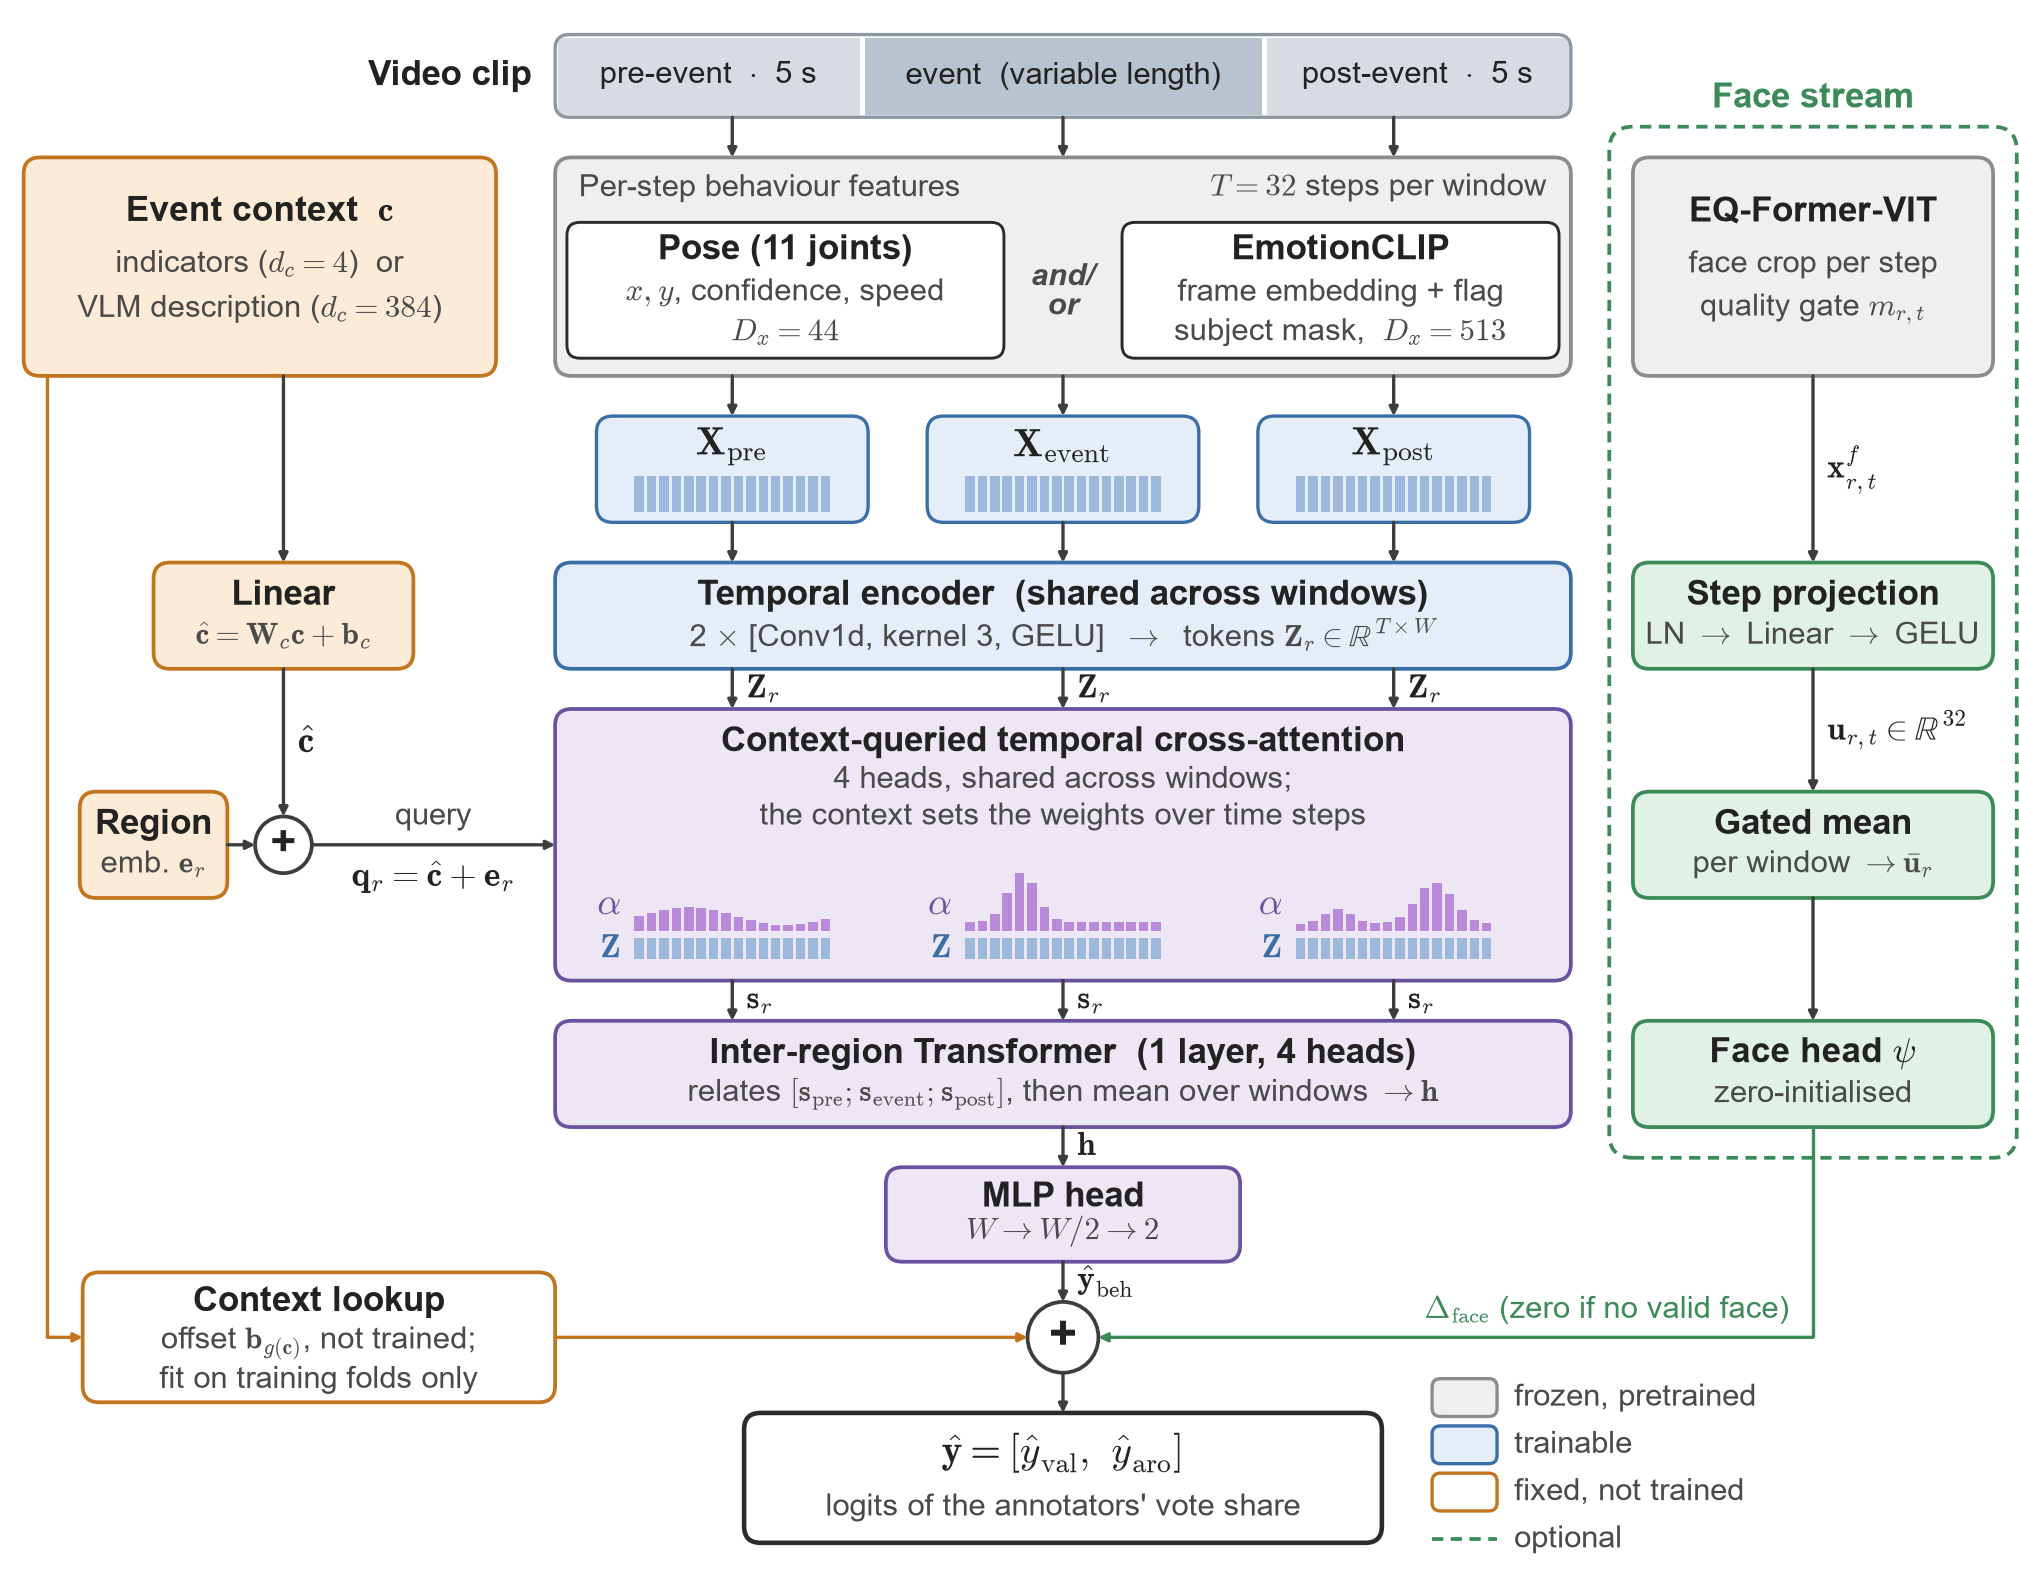 Video clip
pre-event · 5 s
event (variable length)
post-event · 5 s
Face stream
Event context c
indicators (d_c = 4) or
VLM description (d_c = 384)
Per-step behaviour features
T = 32 steps per window
Pose (11 joints)
x, y, confidence, speed
D_x = 44
and/
or
EmotionCLIP
frame embedding + flag
subject mask, D_x = 513
EQ-Former-VIT
face crop per step
quality gate m_{r, t}
X_pre
X_event
X_post
x^f_{r, t}
Linear
ĉ = W_c c + b_c
Temporal encoder (shared across windows)
2 × [Conv1d, kernel 3, GELU] → tokens Z_r ∈ ℝ^{T×W}
Step projection
LN → Linear → GELU
Z_r
Z_r
Z_r
ĉ
u_{r, t} ∈ ℝ^{32}
Context-queried temporal cross-attention
4 heads, shared across windows;
the context sets the weights over time steps
Region
emb. e_r
+
query
q_r = ĉ + e_r
Gated mean
per window → ū_r
α
Z
α
Z
α
Z
s_r
s_r
s_r
Inter-region Transformer (1 layer, 4 heads)
relates [s_pre; s_event; s_post], then mean over windows → h
Face head ψ
zero-initialised
h
MLP head
W → W/2 → 2
ŷ_beh
Context lookup
offset b_{g(c)}, not trained;
fit on training folds only
+
Δ_face (zero if no valid face)
ŷ = [ŷ_val, ŷ_aro]
logits of the annotators' vote share
frozen, pretrained
trainable
fixed, not trained
optional